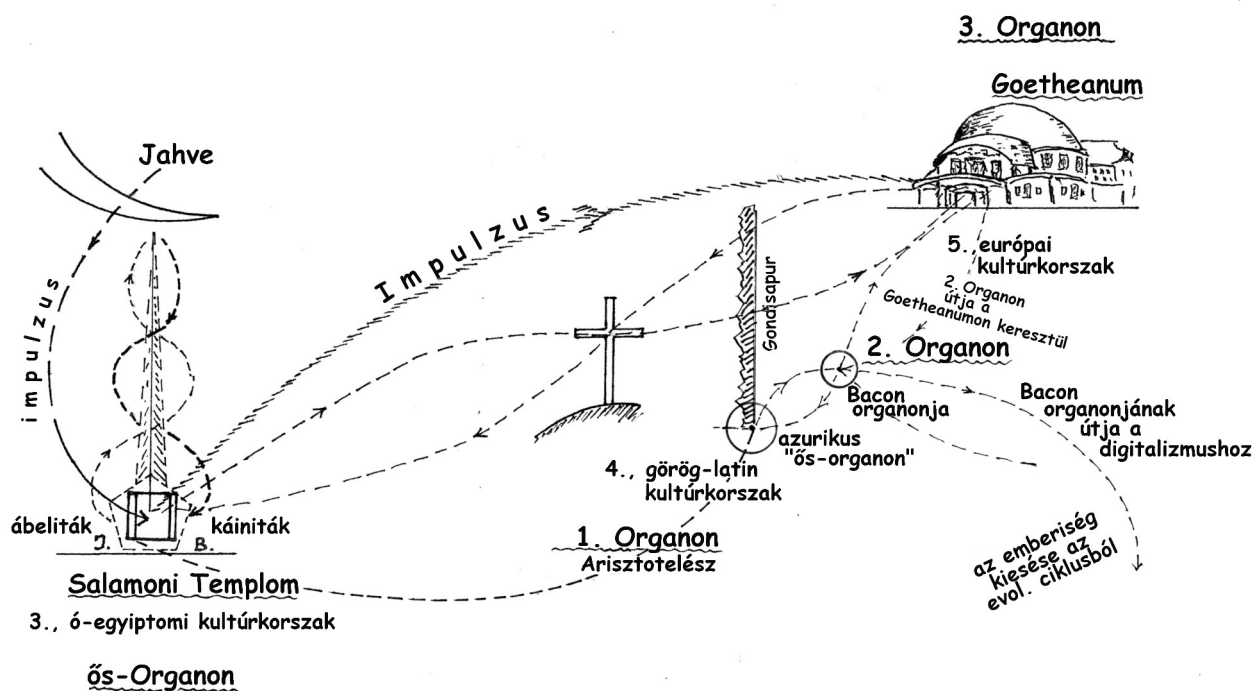 3. Organon
Goetheanum
Jahve
impulzus
Impulzus
Gondisapur
5., európai
kultúrkorszak
2. Organon
útja a
Goetheanumon keresztül
2. Organon
Bacon
organonja
Bacon
organonjának
útja a
digitalizmushoz
azurikus
"ős-organon"
4., görög-latin
kultúrkorszak
ábeliták
káiniták
J.
B.
1. Organon
Arisztotelész
az emberiség
kiesése az
evol. ciklusból
Salamoni Templom
3., ó-egyiptomi kultúrkorszak
ős-Organon